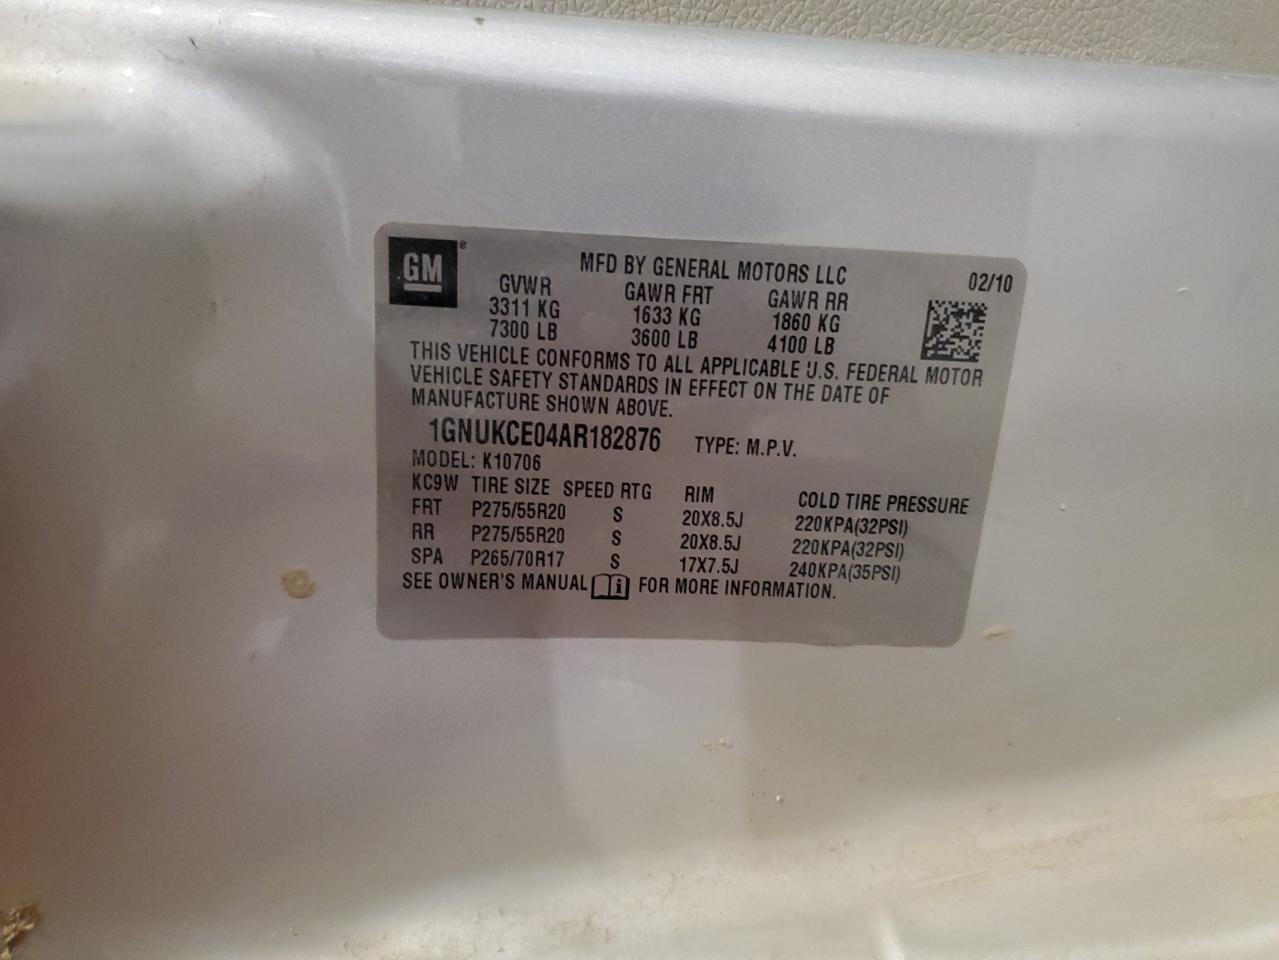 GM®
MFD BY GENERAL MOTORS LLC 02/10
GVWR GAWR FRT GAWR RR
3311 KG 1633 KG 1860 KG
7300 LB 3600 LB 4100 LB
THIS VEHICLE CONFORMS TO ALL APPLICABLE U.S. FEDERAL MOTOR
VEHICLE SAFETY STANDARDS IN EFFECT ON THE DATE OF
MANUFACTURE SHOWN ABOVE.
1GNUKCE04AR182876 TYPE: M.P.V.
MODEL: K10706
KC9W TIRE SIZE SPEED RTG RIM COLD TIRE PRESSURE
FRT P275/55R20 S 20X8.5J 220KPA(32PSI)
RR P275/55R20 S 20X8.5J 220KPA(32PSI)
SPA P265/70R17 S 17X7.5J 240KPA(35PSI)
SEE OWNER'S MANUAL FOR MORE INFORMATION.